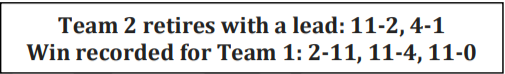 Team 2 retires with a lead: 11-2, 4-1
Win recorded for Team 1: 2-11, 11-4, 11-0